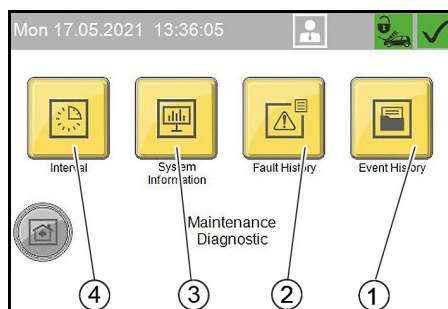 Mon 17.05.2021 13:36:05
Interval
System
Information
Fault History
Event History
Maintenance
Diagnostic
4
3
2
1